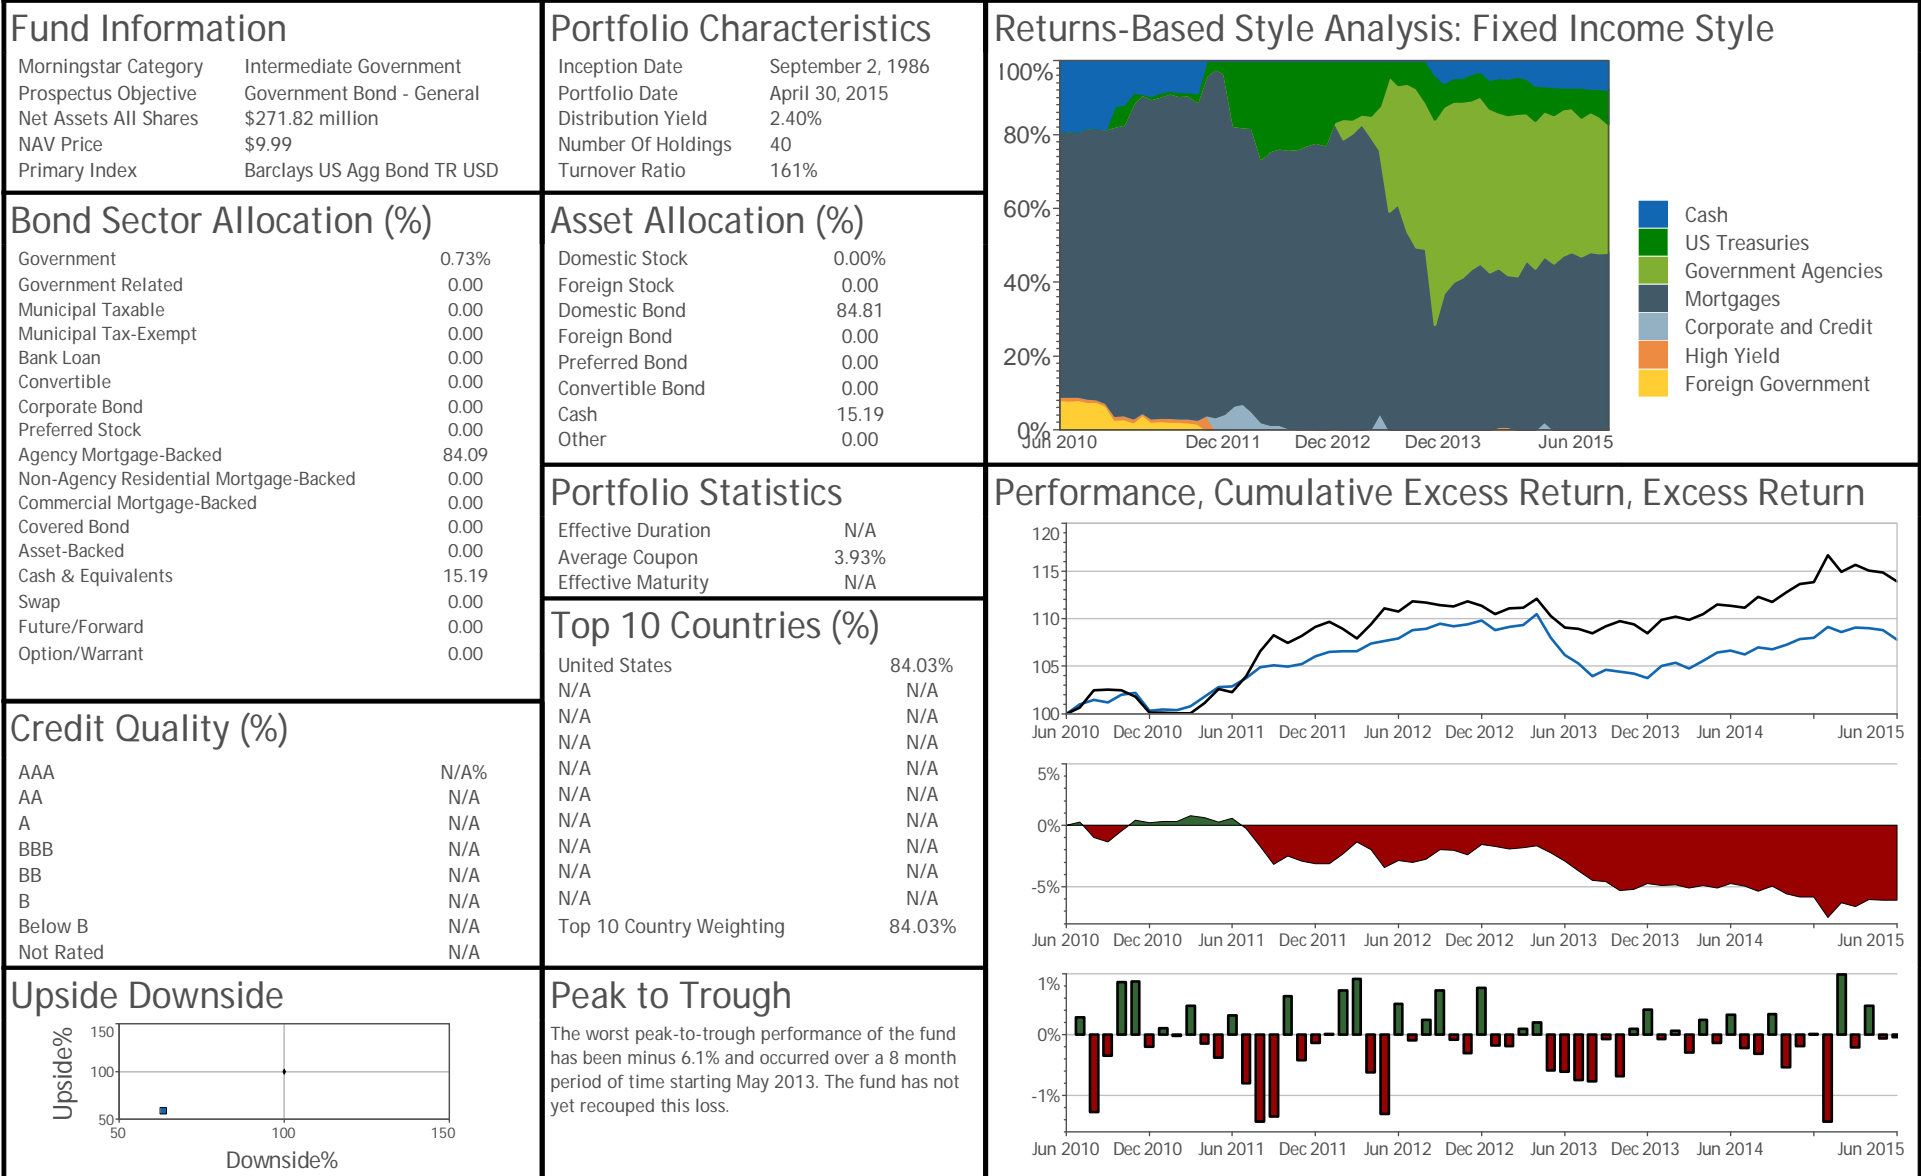 Fund Information
Morningstar Category Intermediate Government
Prospectus Objective Government Bond - General
Net Assets All Shares $271.82 million
NAV Price $9.99
Primary Index Barclays US Agg Bond TR USD
Portfolio Characteristics
Inception Date September 2, 1986
Portfolio Date April 30, 2015
Distribution Yield 2.40%
Number Of Holdings 40
Turnover Ratio 161%
Bond Sector Allocation (%)
Government 0.73%
Government Related 0.00
Municipal Taxable 0.00
Municipal Tax-Exempt 0.00
Bank Loan 0.00
Convertible 0.00
Corporate Bond 0.00
Preferred Stock 0.00
Agency Mortgage-Backed 84.09
Non-Agency Residential Mortgage-Backed 0.00
Commercial Mortgage-Backed 0.00
Covered Bond 0.00
Asset-Backed 0.00
Cash & Equivalents 15.19
Swap 0.00
Future/Forward 0.00
Option/Warrant 0.00
Asset Allocation (%)
Domestic Stock 0.00%
Foreign Stock 0.00
Domestic Bond 84.81
Foreign Bond 0.00
Preferred Bond 0.00
Convertible Bond 0.00
Cash 15.19
Other 0.00
Portfolio Statistics
Effective Duration N/A
Average Coupon 3.93%
Effective Maturity N/A
Top 10 Countries (%)
United States 84.03%
N/A N/A
N/A N/A
N/A N/A
N/A N/A
N/A N/A
N/A N/A
N/A N/A
N/A N/A
N/A N/A
Top 10 Country Weighting 84.03%
Credit Quality (%)
AAA N/A%
AA N/A
A N/A
BBB N/A
BB N/A
B N/A
Below B N/A
Not Rated N/A
Upside Downside
Upside%
150
100
50
50 100 150
Downside%
Peak to Trough
The worst peak-to-trough performance of the fund
has been minus 6.1% and occurred over a 8 month
period of time starting May 2013. The fund has not
yet recouped this loss.
Returns-Based Style Analysis: Fixed Income Style
100%
80%
60%
40%
20%
0%
Jun 2010 Dec 2011 Dec 2012 Dec 2013 Jun 2015
Cash
US Treasuries
Government Agencies
Mortgages
Corporate and Credit
High Yield
Foreign Government
Performance, Cumulative Excess Return, Excess Return
120
115
110
105
100
Jun 2010 Dec 2010 Jun 2011 Dec 2011 Jun 2012 Dec 2012 Jun 2013 Dec 2013 Jun 2014 Jun 2015
5%
0%
-5%
Jun 2010 Dec 2010 Jun 2011 Dec 2011 Jun 2012 Dec 2012 Jun 2013 Dec 2013 Jun 2014 Jun 2015
1%
0%
-1%
Jun 2010 Dec 2010 Jun 2011 Dec 2011 Jun 2012 Dec 2012 Jun 2013 Dec 2013 Jun 2014 Jun 2015